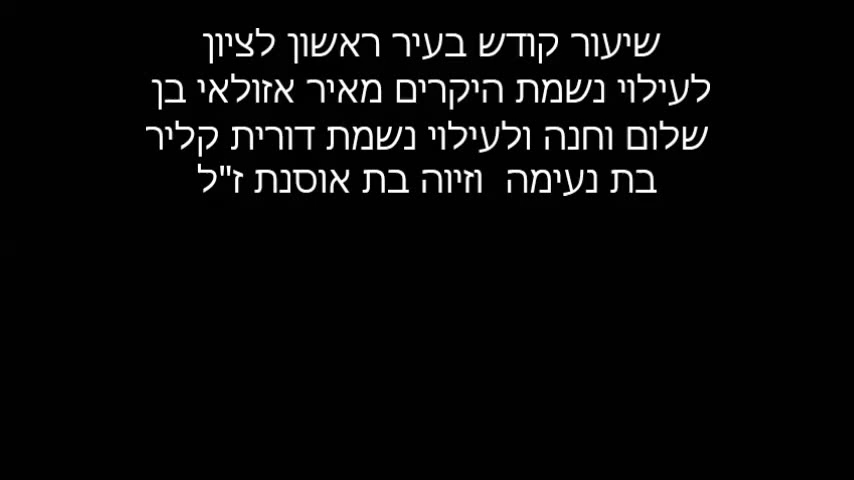 שיעור קודש בעיר ראשון לציון
לעילוי נשמת היקרים מאיר אזולאי בן
שלום וחנה ולעילוי נשמת דורית קליר
בת נעימה  וזיוה בת אוסנת ז"ל